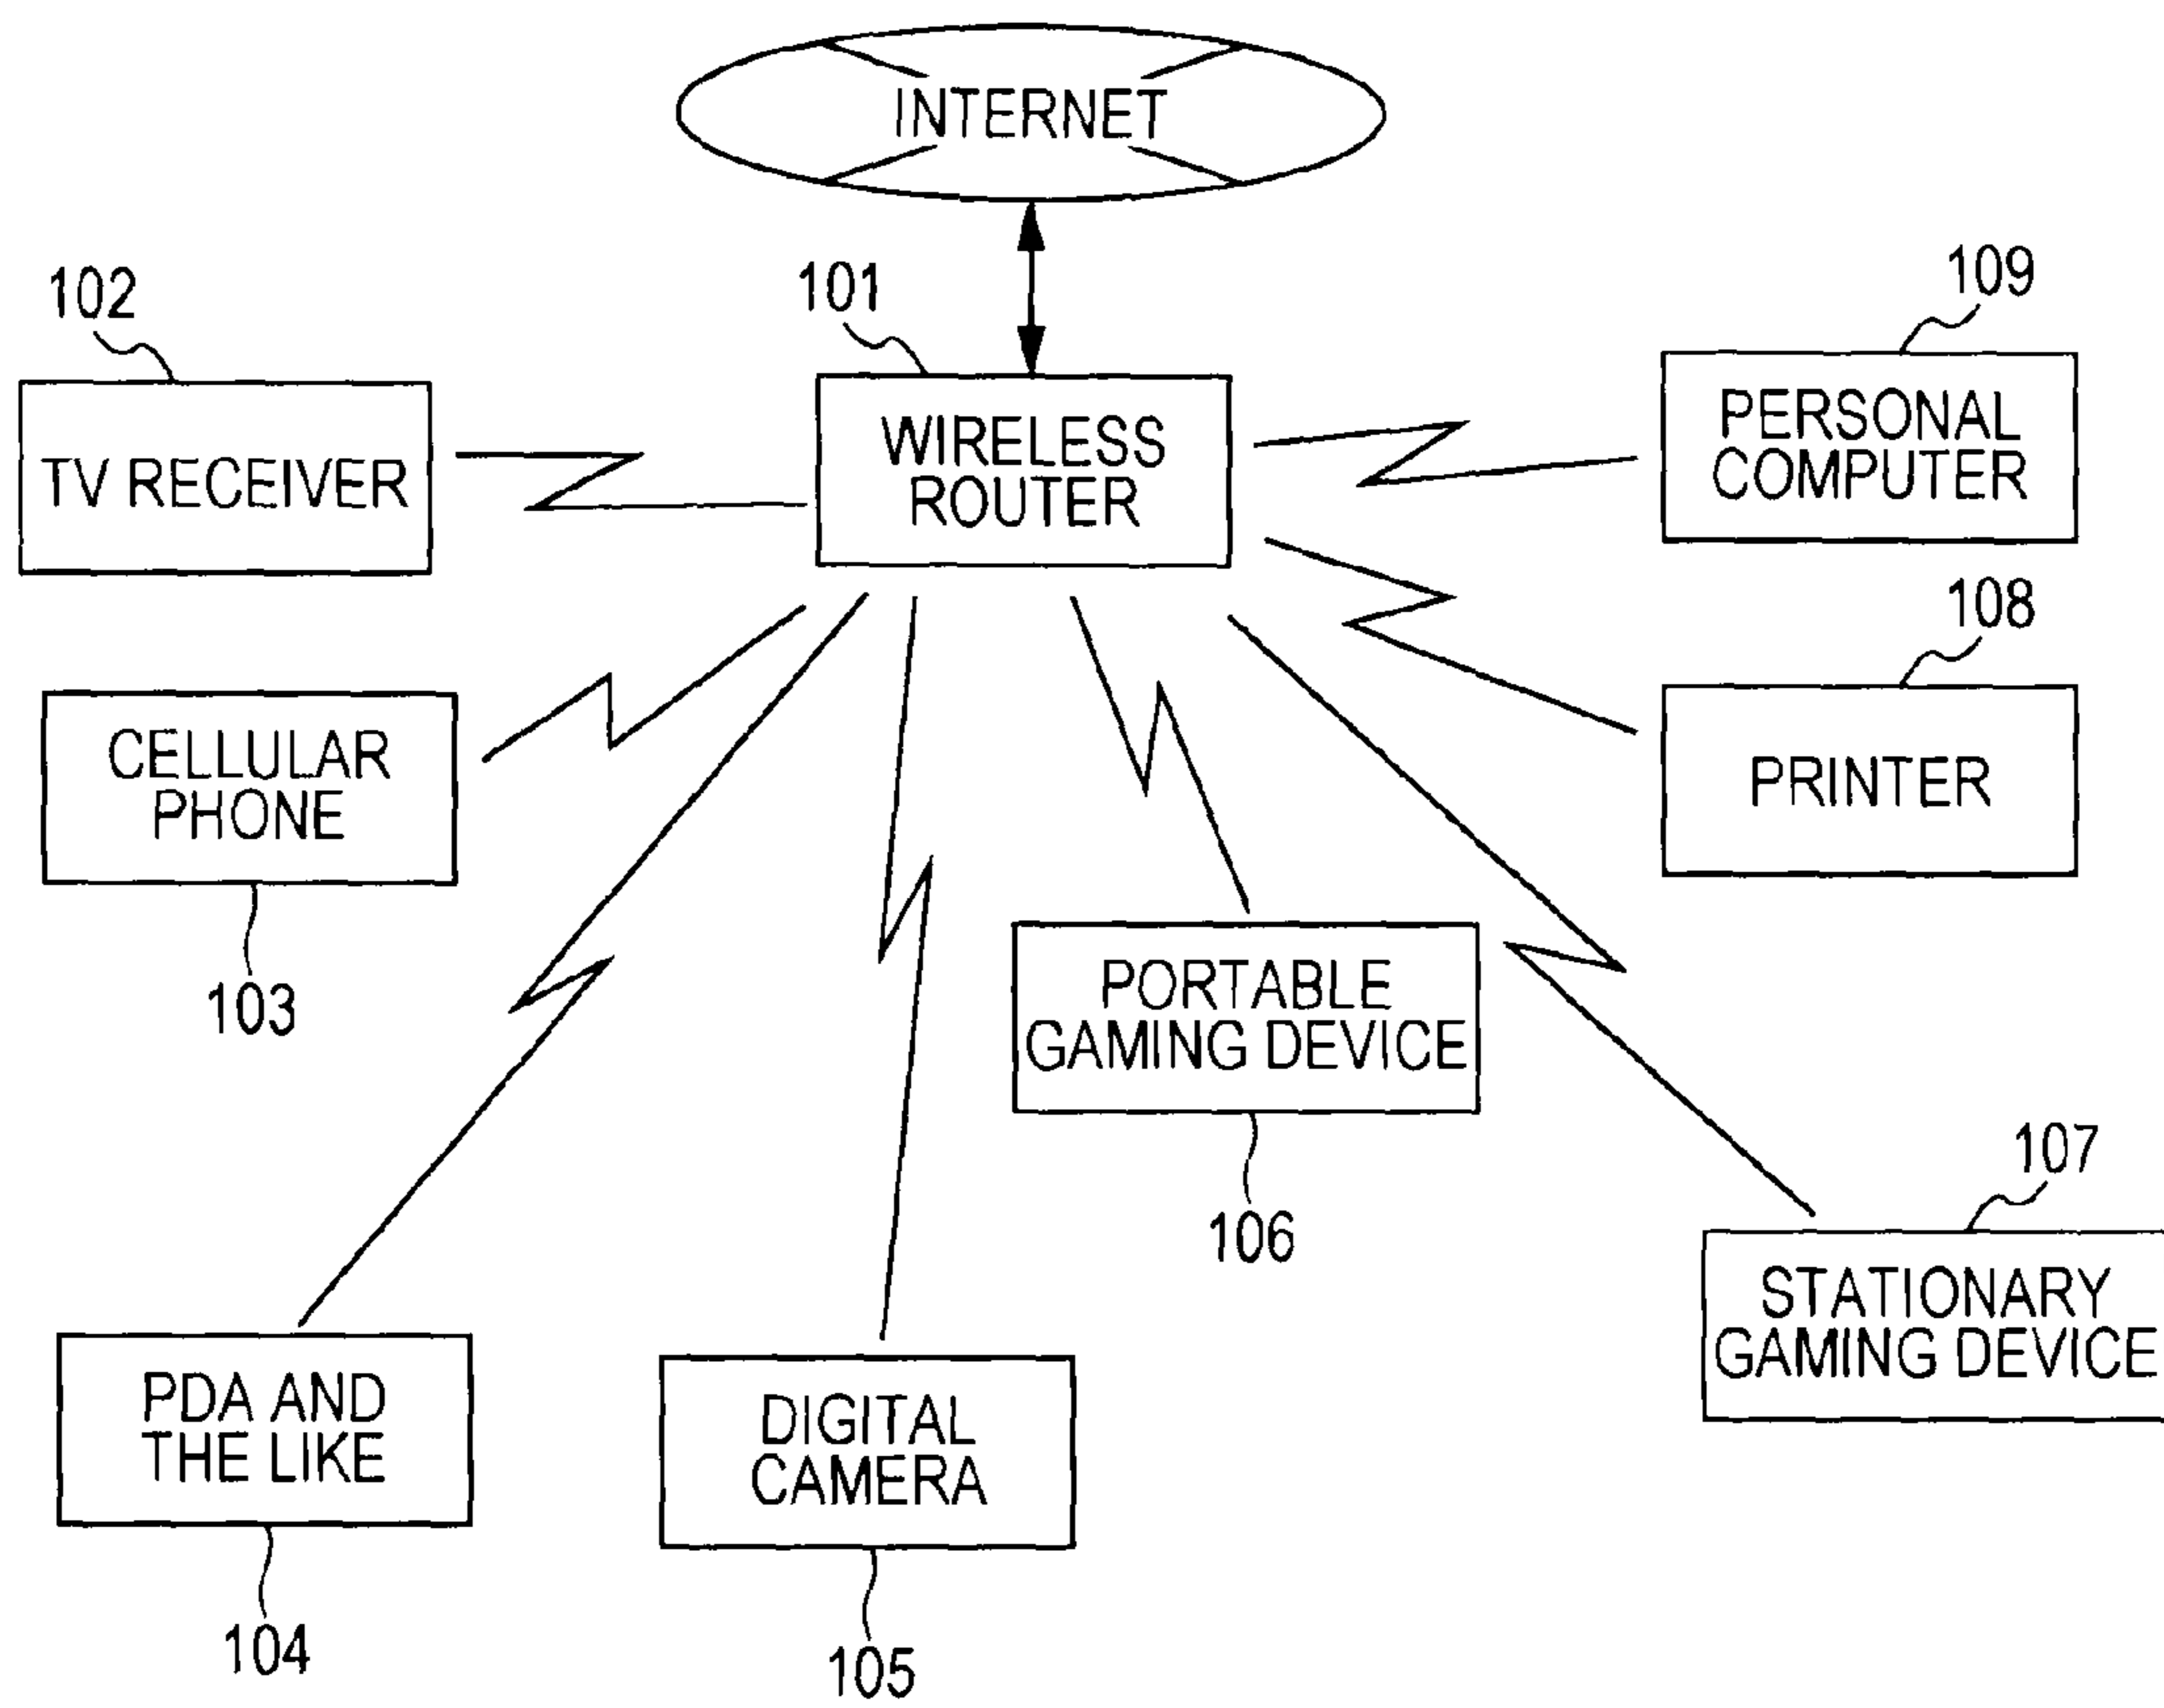 INTERNET
102
101
109
TV RECEIVER
WIRELESS
ROUTER
PERSONAL
COMPUTER
108
CELLULAR
PHONE
PRINTER
103
PORTABLE
GAMING DEVICE
106
107
STATIONARY
GAMING DEVICE
PDA AND
THE LIKE
DIGITAL
CAMERA
104
105